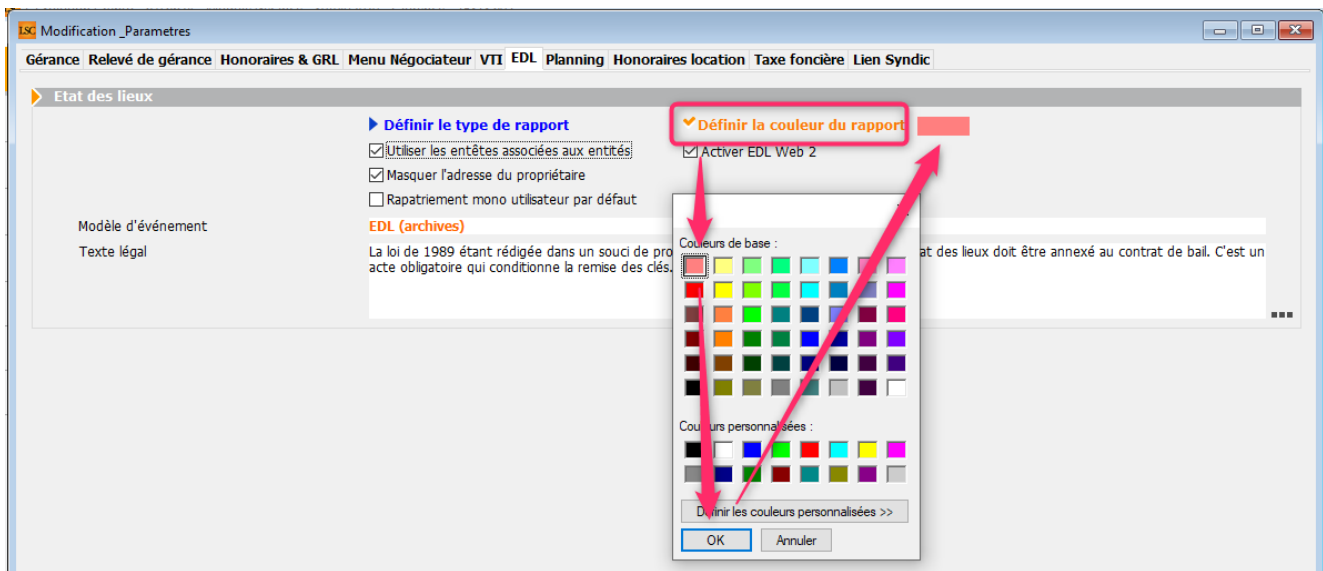 LSC Modification _Parametres
Gérance Relevé de gérance Honoraires & GRL Menu Négociateur VTI EDL Planning Honoraires location Taxe foncière Lien Syndic
Etat des lieux
Définir le type de rapport Définir la couleur du rapport
Utiliser les entêtes associées aux entités Activer EDL Web 2
Masquer l'adresse du propriétaire
Rapatriement mono utilisateur par défaut
Modèle d'événement EDL (archives)
Texte légal La loi de 1989 étant rédigée dans un souci de pro at des lieux doit être annexé au contrat de bail. C'est un
acte obligatoire qui conditionne la remise des clés.
Couleurs de base :
Couleurs personnalisées :
Définir les couleurs personnalisées >>
OK Annuler